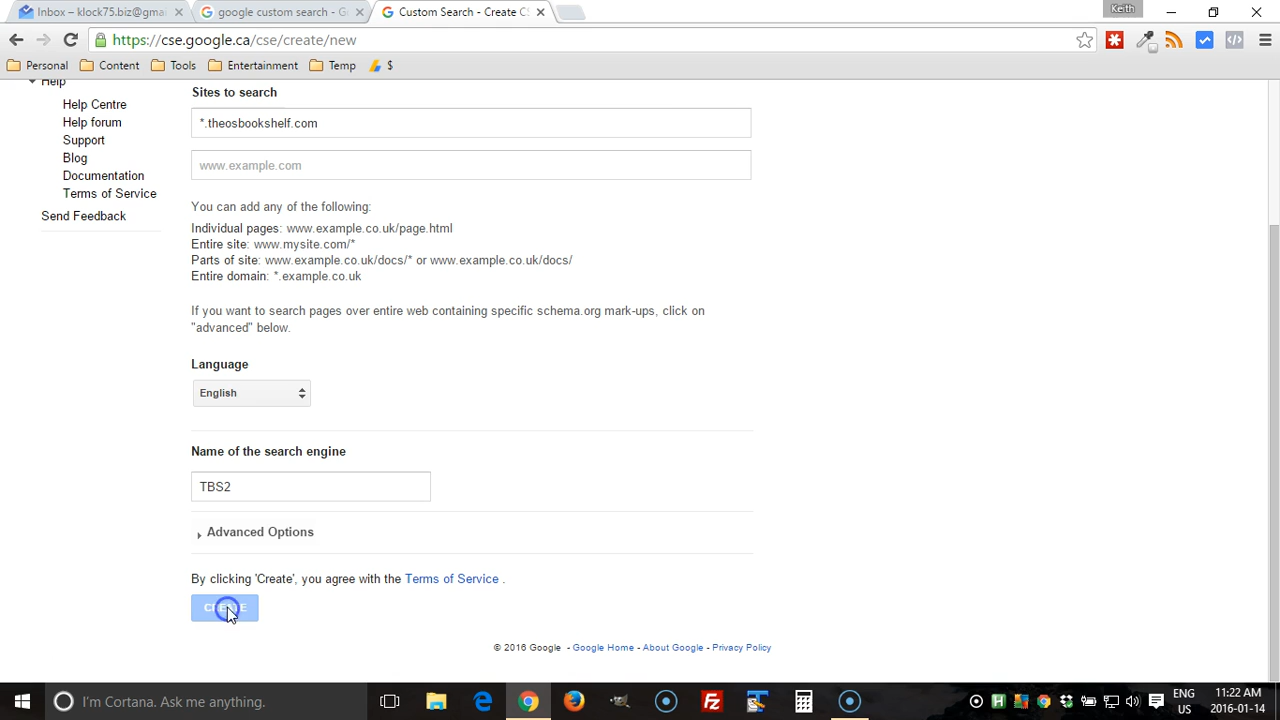 Inbox – klock75.biz@gmai
google custom search - G
Custom Search - Create CS
Keith
https://cse.google.ca/cse/create/new
Personal
Content
Tools
Entertainment
Temp
$
Help
Help Centre
Help forum
Support
Blog
Documentation
Terms of Service
Send Feedback
Sites to search
*.theosbookshelf.com
www.example.com
You can add any of the following:
Individual pages: www.example.co.uk/page.html
Entire site: www.mysite.com/*
Parts of site: www.example.co.uk/docs/* or www.example.co.uk/docs/
Entire domain: *.example.co.uk
If you want to search pages over entire web containing specific schema.org mark-ups, click on
"advanced" below.
Language
English
Name of the search engine
TBS2
Advanced Options
By clicking 'Create', you agree with the Terms of Service .
CREATE
© 2016 Google - Google Home - About Google - Privacy Policy
I'm Cortana. Ask me anything.
ENG
US
11:22 AM
2016-01-14